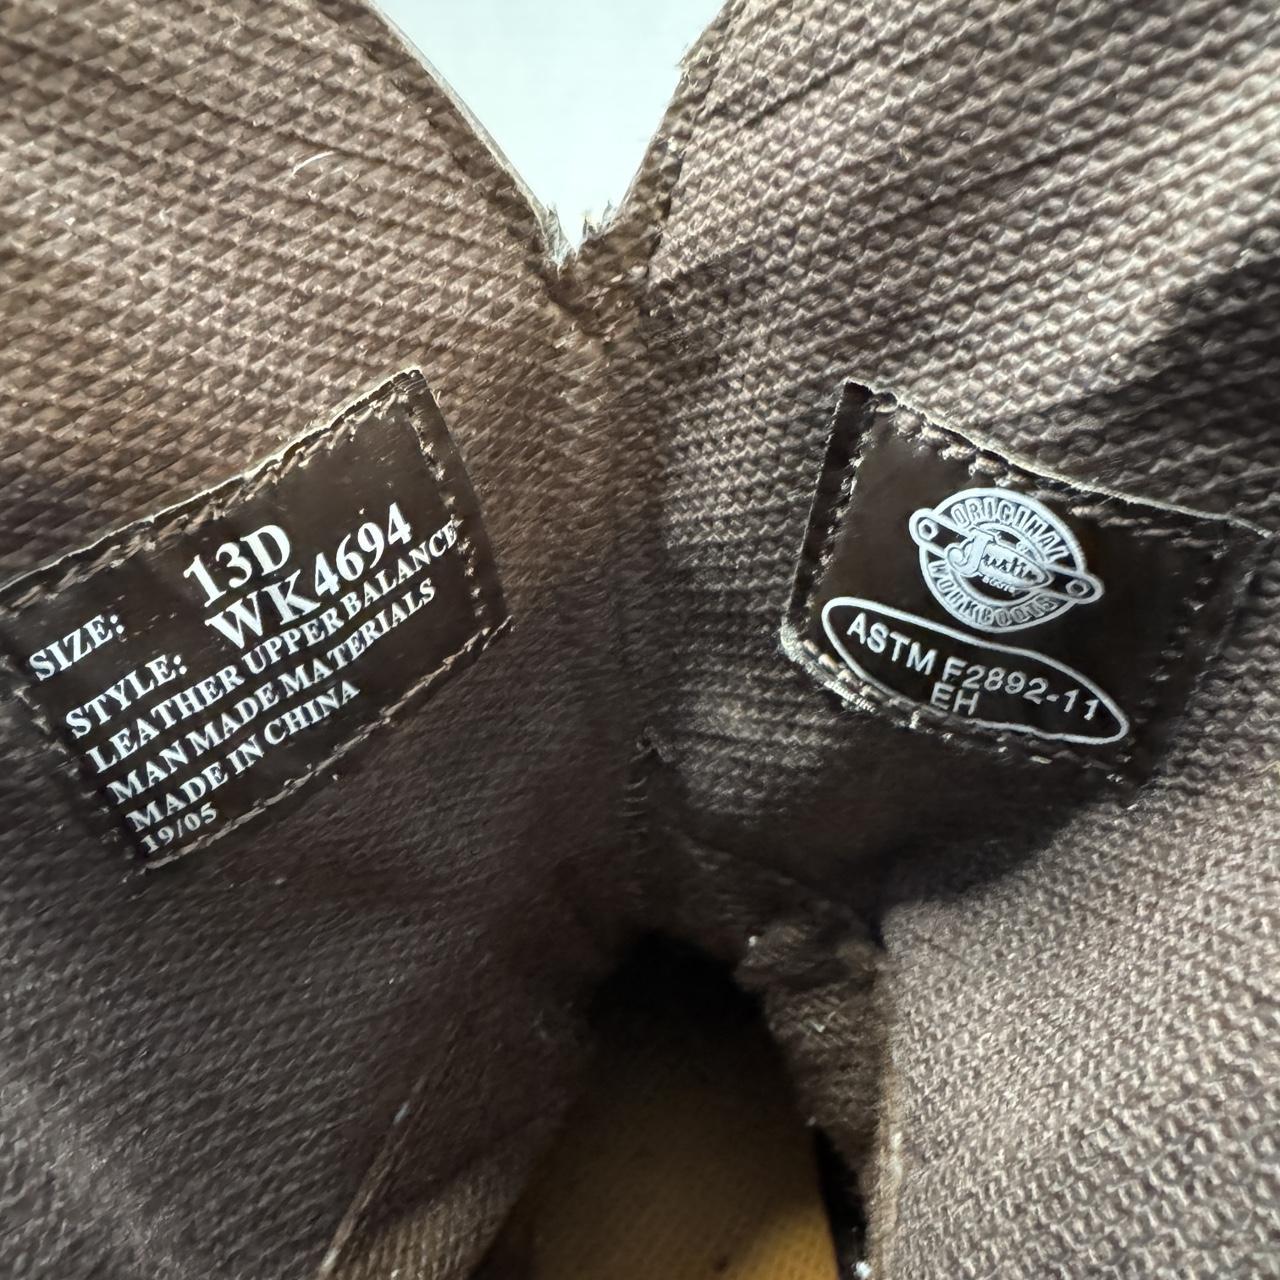 SIZE: 13D
STYLE: WK4694
LEATHER UPPER BALANCE
MAN MADE MATERIALS
MADE IN CHINA
19/05
ORIGINAL
Justin
BOOTS
WORKBOOTS
ASTM F2892-11
EH